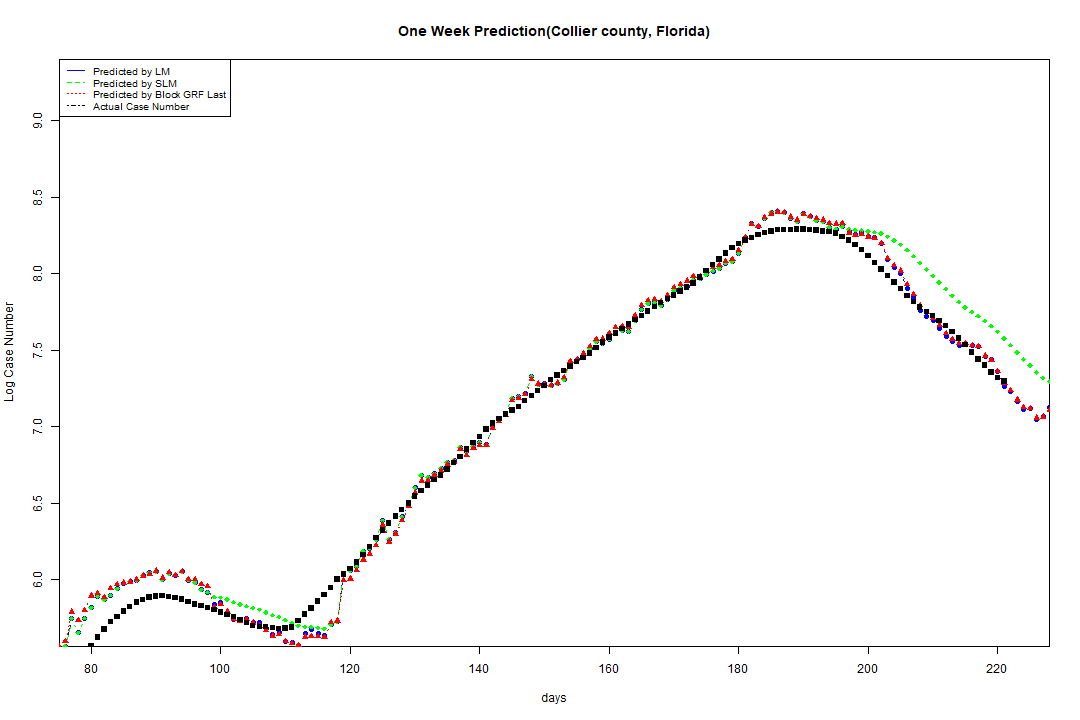 One Week Prediction(Collier county, Florida)
Predicted by LM
Predicted by SLM
Predicted by Block GRF Last
Actual Case Number
Log Case Number
9.0
8.5
8.0
7.5
7.0
6.5
6.0
80 100 120 140 160 180 200 220
days